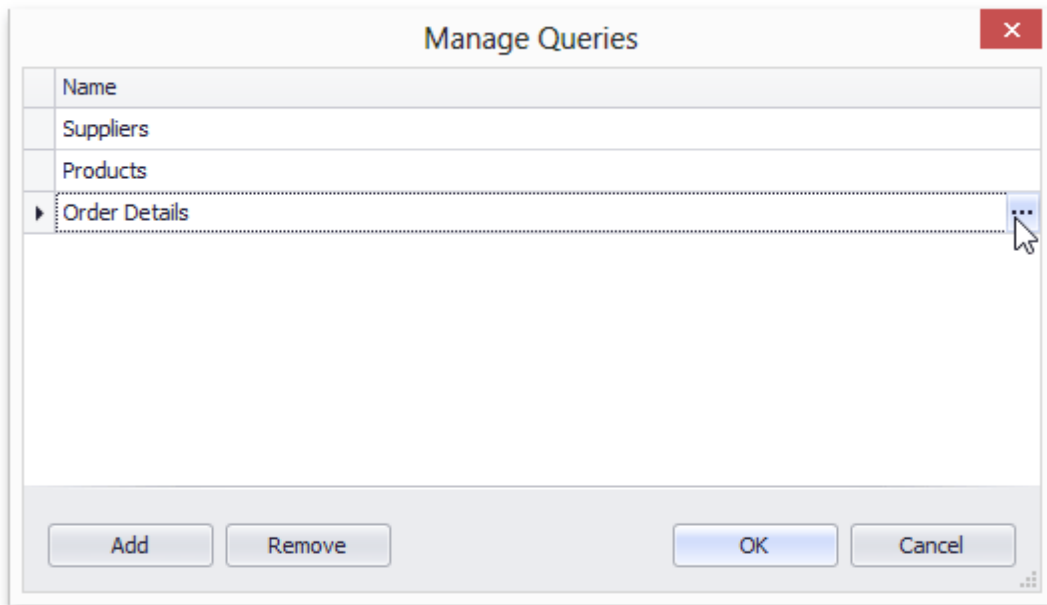 Manage Queries
Name
Suppliers
Products
Order Details
...
Add Remove OK Cancel